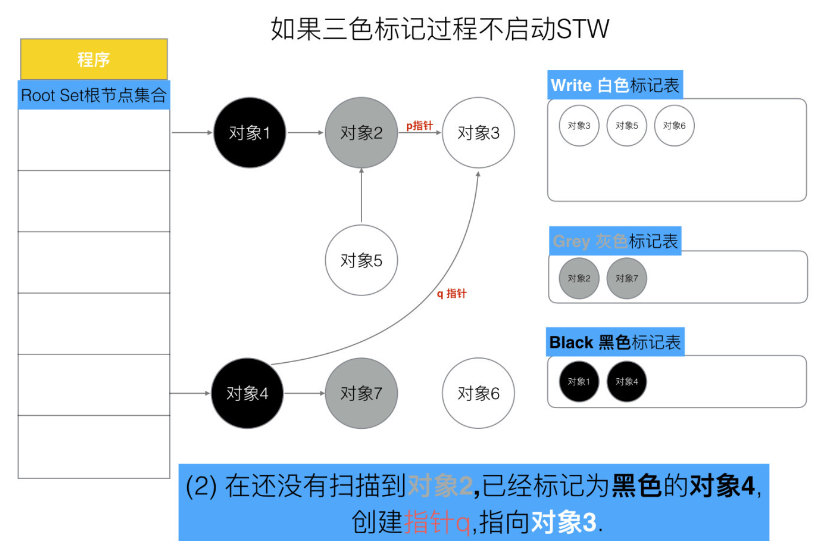 如果三色标记过程不启动STW
程序
Root Set根节点集合
对象1
对象2
p指针
对象3
对象5
q 指针
对象4
对象7
对象6
Write 白色标记表
对象3
对象5
对象6
Grey 灰色标记表
对象2
对象7
Black 黑色标记表
对象1
对象4
(2) 在还没有扫描到对象2,已经标记为黑色的对象4,
创建指针q,指向对象3.